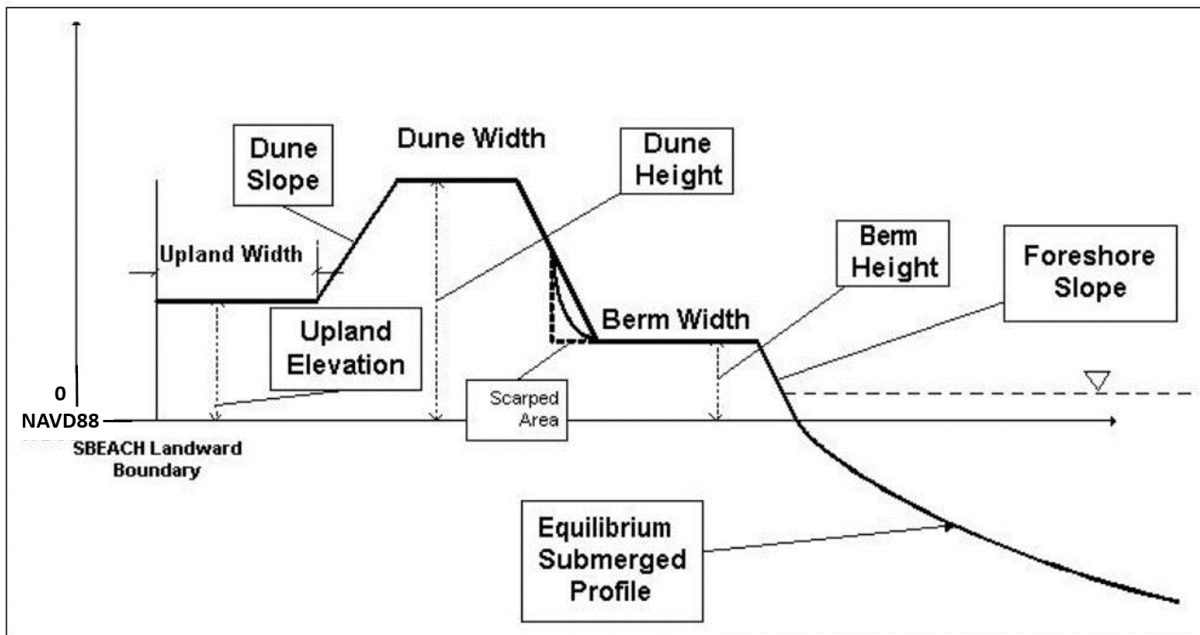 Dune Width
Dune
Slope
Dune
Height
Berm
Height
Foreshore
Slope
Upland Width
Upland
Elevation
Berm Width
Scarped
Area
0
NAVD88
SBEACH Landward
Boundary
Equilibrium
Submerged
Profile